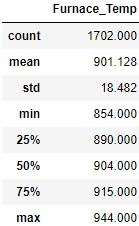 Furnace_Temp
count 1702.000
mean 901.128
std 18.482
min 854.000
25% 890.000
50% 904.000
75% 915.000
max 944.000